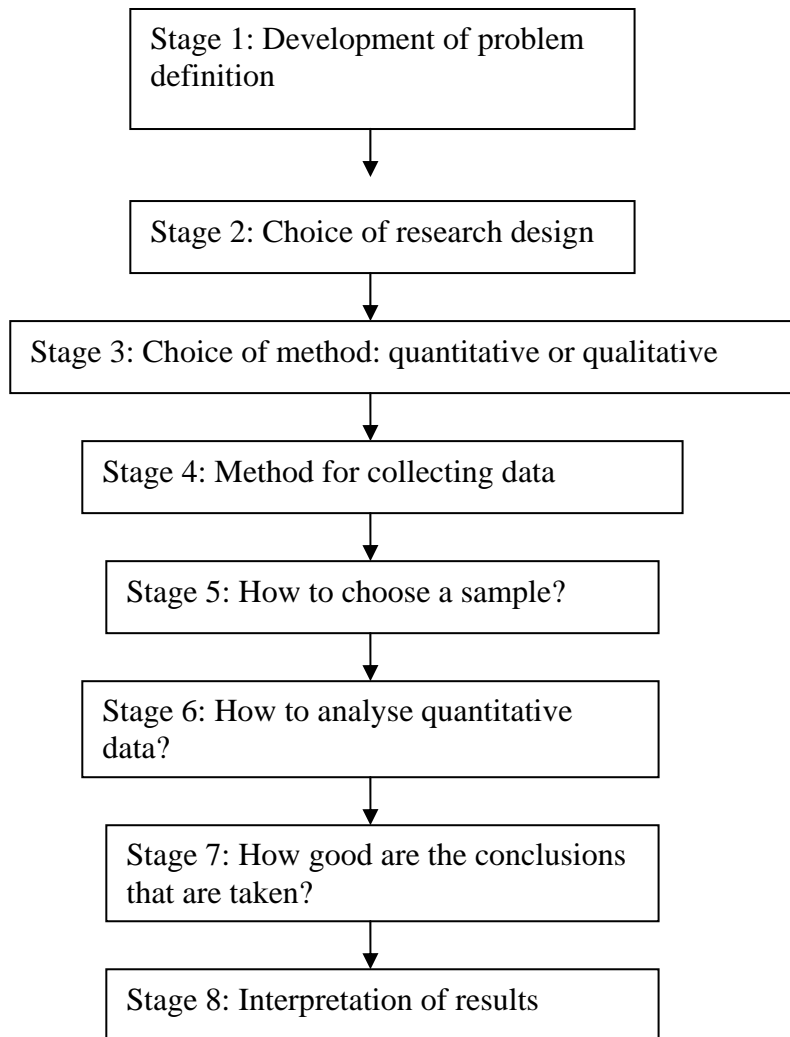 Stage 1: Development of problem
definition
Stage 2: Choice of research design
Stage 3: Choice of method: quantitative or qualitative
Stage 4: Method for collecting data
Stage 5: How to choose a sample?
Stage 6: How to analyse quantitative
data?
Stage 7: How good are the conclusions
that are taken?
Stage 8: Interpretation of results